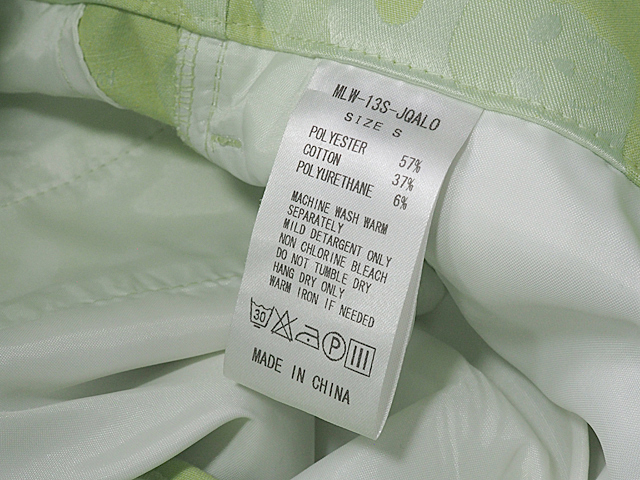 MLW-13S-JQALO
SIZE S
POLYESTER 57%
COTTON 37%
POLYURETHANE 6%
MACHINE WASH WARM
SEPARATELY
MILD DETARGENT ONLY
NON CHLORINE BLEACH
DO NOT TUMBLE DRY
HANG DRY ONLY
WARM IRON IF NEEDED
30 P
MADE IN CHINA